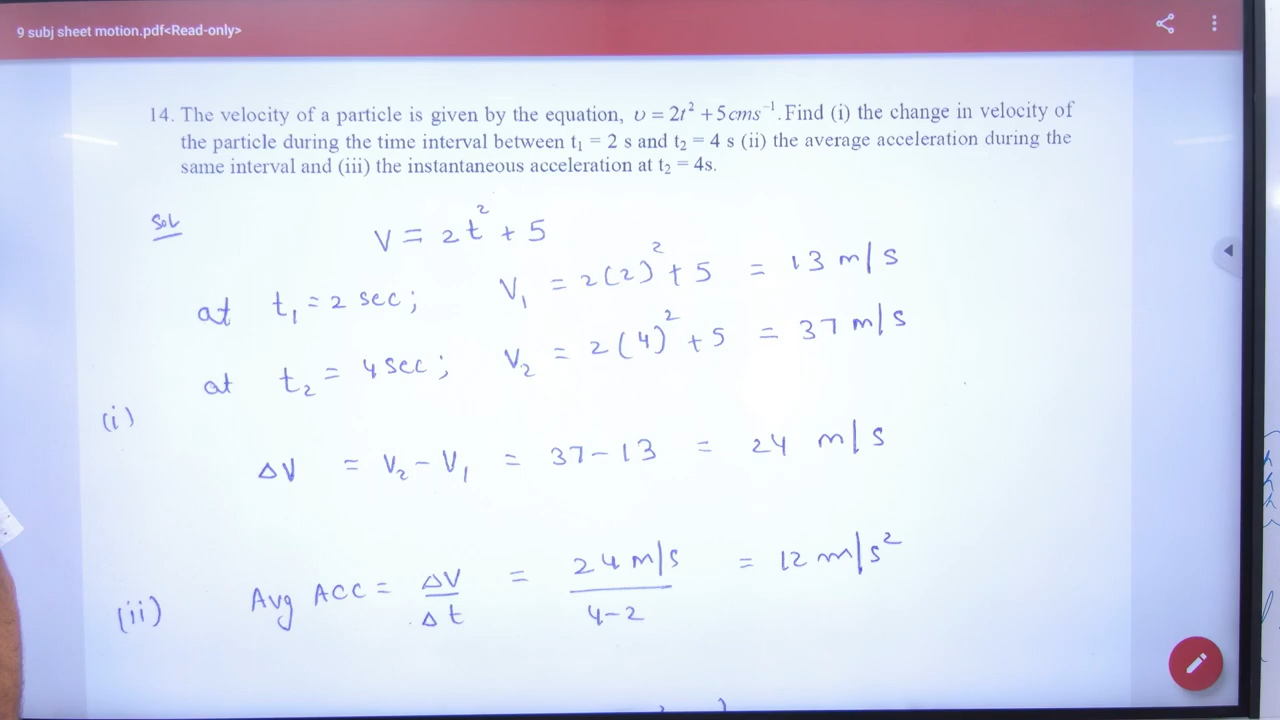 9 subj sheet motion.pdf<Read-only>
14. The velocity of a particle is given by the equation, υ = 2t² + 5 cms⁻¹. Find (i) the change in velocity of
the particle during the time interval between t₁ = 2 s and t₂ = 4 s (ii) the average acceleration during the
same interval and (iii) the instantaneous acceleration at t₂ = 4s.
Sol
V = 2t² + 5
at t₁ = 2 sec; V₁ = 2(2)² + 5 = 13 m/s
at t₂ = 4 sec; V₂ = 2(4)² + 5 = 37 m/s
(i)
ΔV = V₂ − V₁ = 37 − 13 = 24 m/s
(ii) Avg ACC = ΔV/Δt = 24 m/s / 4−2 = 12 m/s²